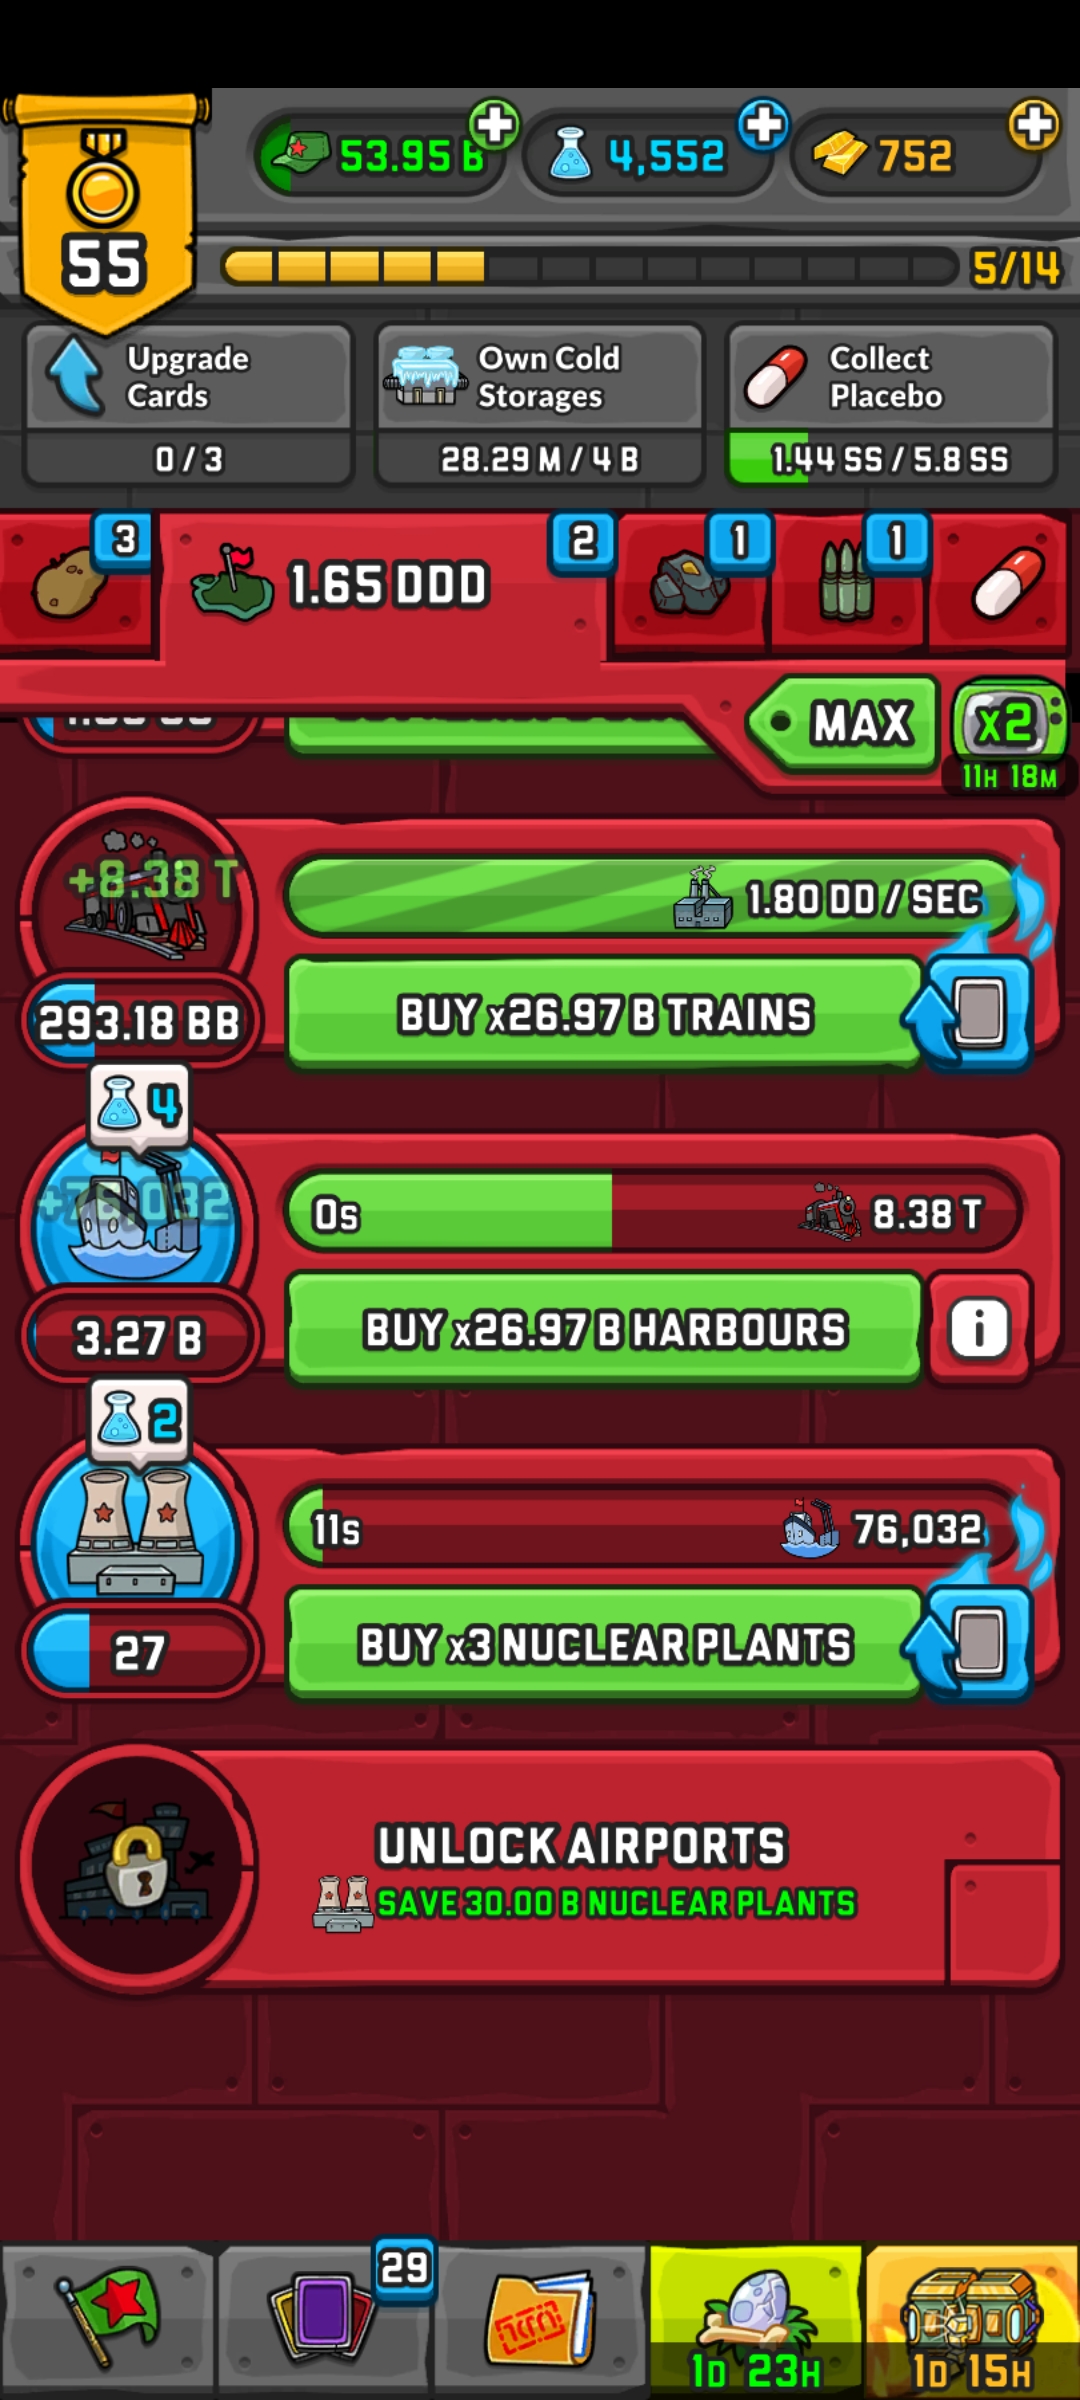 55
53.95 B
4,552
752
5/14
Upgrade
Cards
0 / 3
Own Cold
Storages
28.29 M / 4 B
Collect
Placebo
1.44 SS / 5.8 SS
3
1.65 DDD
2
1
1
MAX
X2
11H 18M
+8.38 T
1.80 DD / SEC
293.18 BB
BUY x26.97 B TRAINS
4
+76,032
0s
8.38 T
3.27 B
BUY x26.97 B HARBOURS
i
2
11s
76,032
27
BUY x3 NUCLEAR PLANTS
UNLOCK AIRPORTS
SAVE 30.00 B NUCLEAR PLANTS
29
1D 23H
1D 15H